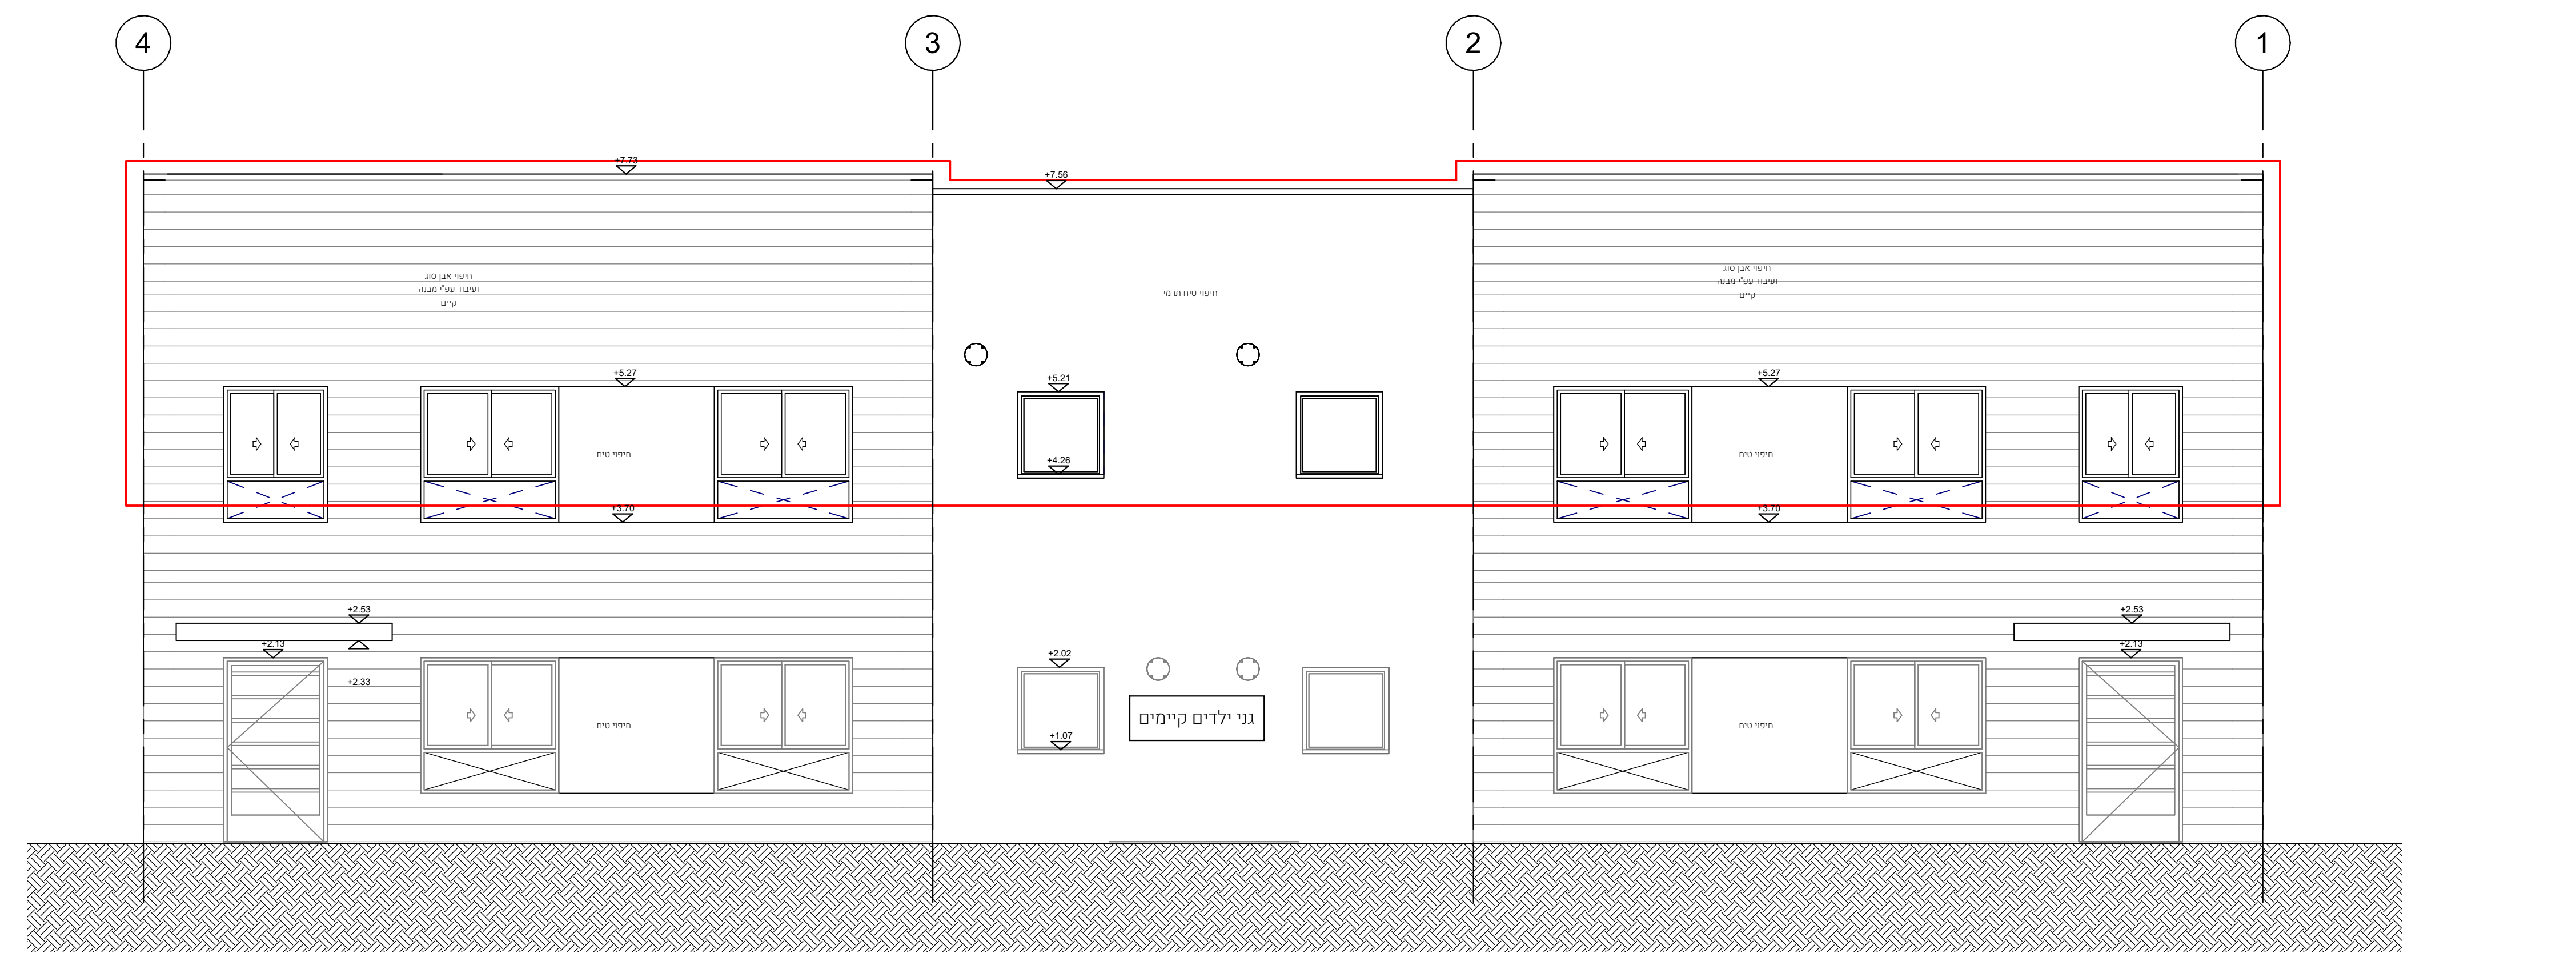 4
3
2
1
+7.73
+7.56
חיפוי אבן סוג
ועיבוד עפ"י מבנה
קיים
חיפוי טיח תרמי
חיפוי אבן סוג
ועיבוד עפ"י מבנה
קיים
+5.27
+5.21
+5.27
חיפוי טיח
+4.26
חיפוי טיח
+3.70
+3.70
+2.53
+2.53
+2.13
+2.13
+2.33
+2.02
חיפוי טיח
גני ילדים קיימים
חיפוי טיח
+1.07